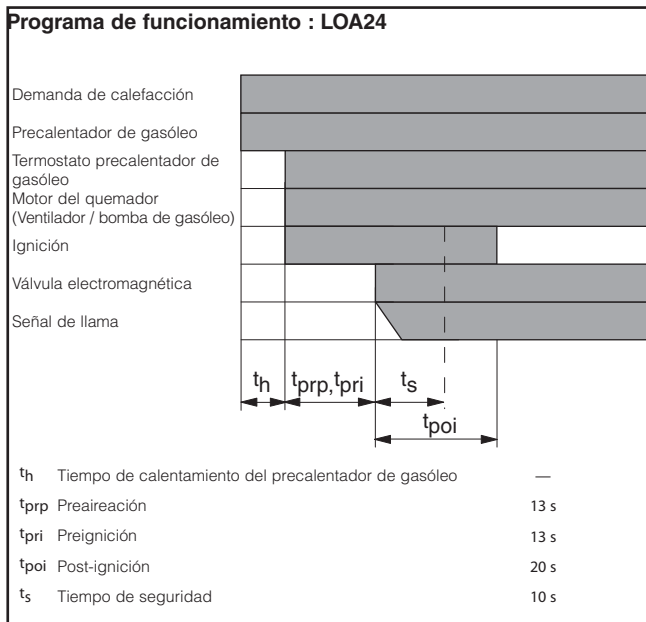 Programa de funcionamiento : LOA24
Demanda de calefacción
Precalentador de gasóleo
Termostato precalentador de
gasóleo
Motor del quemador
(Ventilador / bomba de gasóleo)
Ignición
Válvula electromagnética
Señal de llama
th tprp,tpri ts
tpoi
th Tiempo de calentamiento del precalentador de gasóleo —
tprp Preaireación 13 s
tpri Preignición 13 s
tpoi Post-ignición 20 s
ts Tiempo de seguridad 10 s